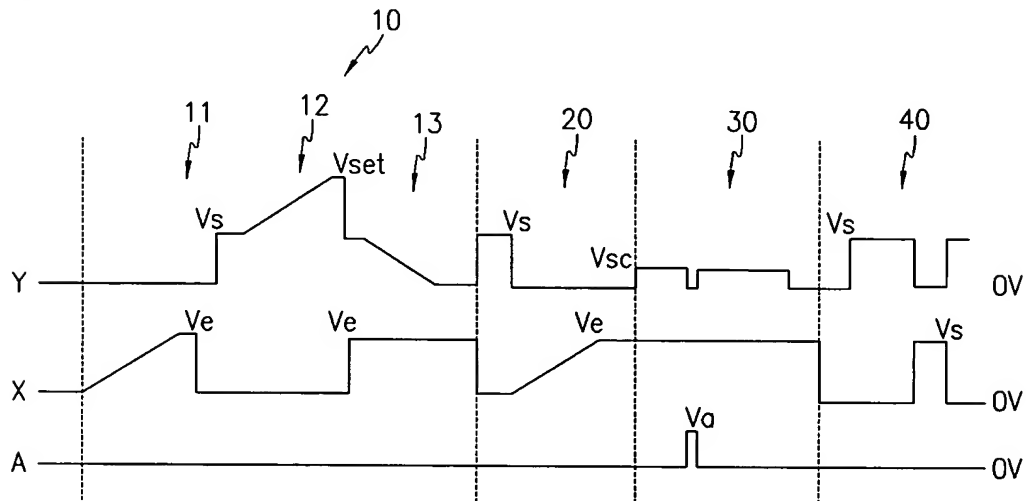 10
11 12 13 20 30 40
Vset
Vs Vs Vs
Vsc
Y 0V
Ve Ve Ve Vs
X 0V
Va
A 0V